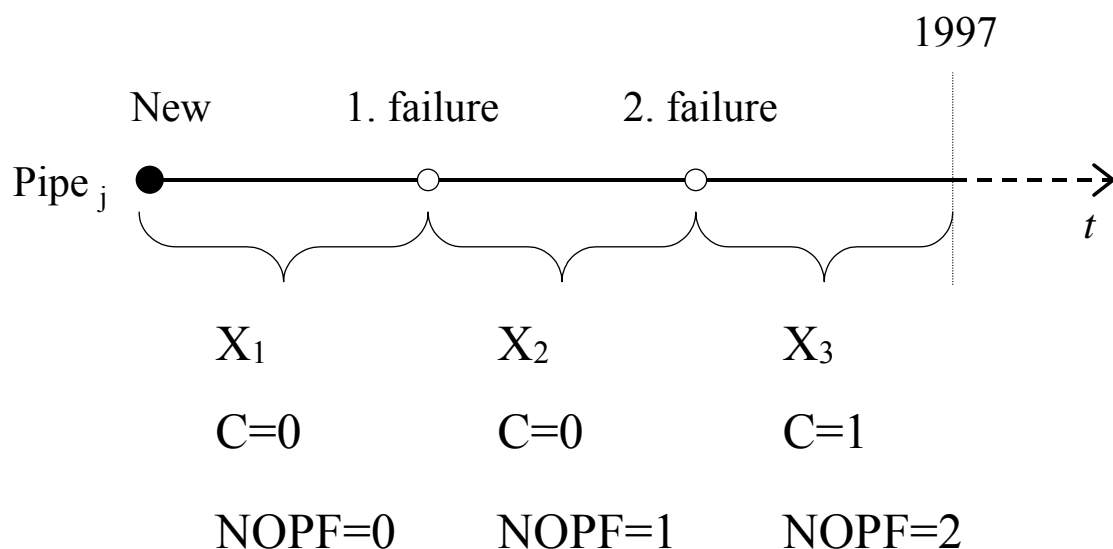 1997
New 1. failure 2. failure
Pipe j
t
X1 X2 X3
C=0 C=0 C=1
NOPF=0 NOPF=1 NOPF=2